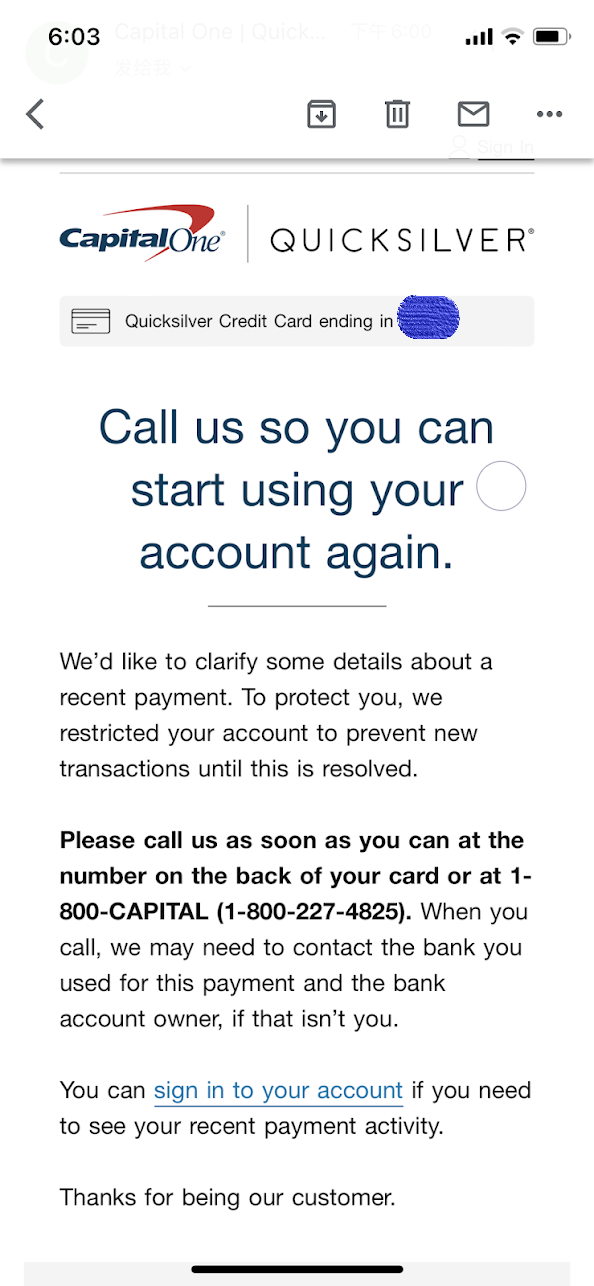 6:03
Capital One | Quick... 下午 6:00
发给我
Sign In
CapitalOne®
QUICKSILVER®
Quicksilver Credit Card ending in
Call us so you can
start using your
account again.
We’d like to clarify some details about a
recent payment. To protect you, we
restricted your account to prevent new
transactions until this is resolved.
Please call us as soon as you can at the
number on the back of your card or at 1-
800-CAPITAL (1-800-227-4825). When you
call, we may need to contact the bank you
used for this payment and the bank
account owner, if that isn’t you.
You can sign in to your account if you need
to see your recent payment activity.
Thanks for being our customer.